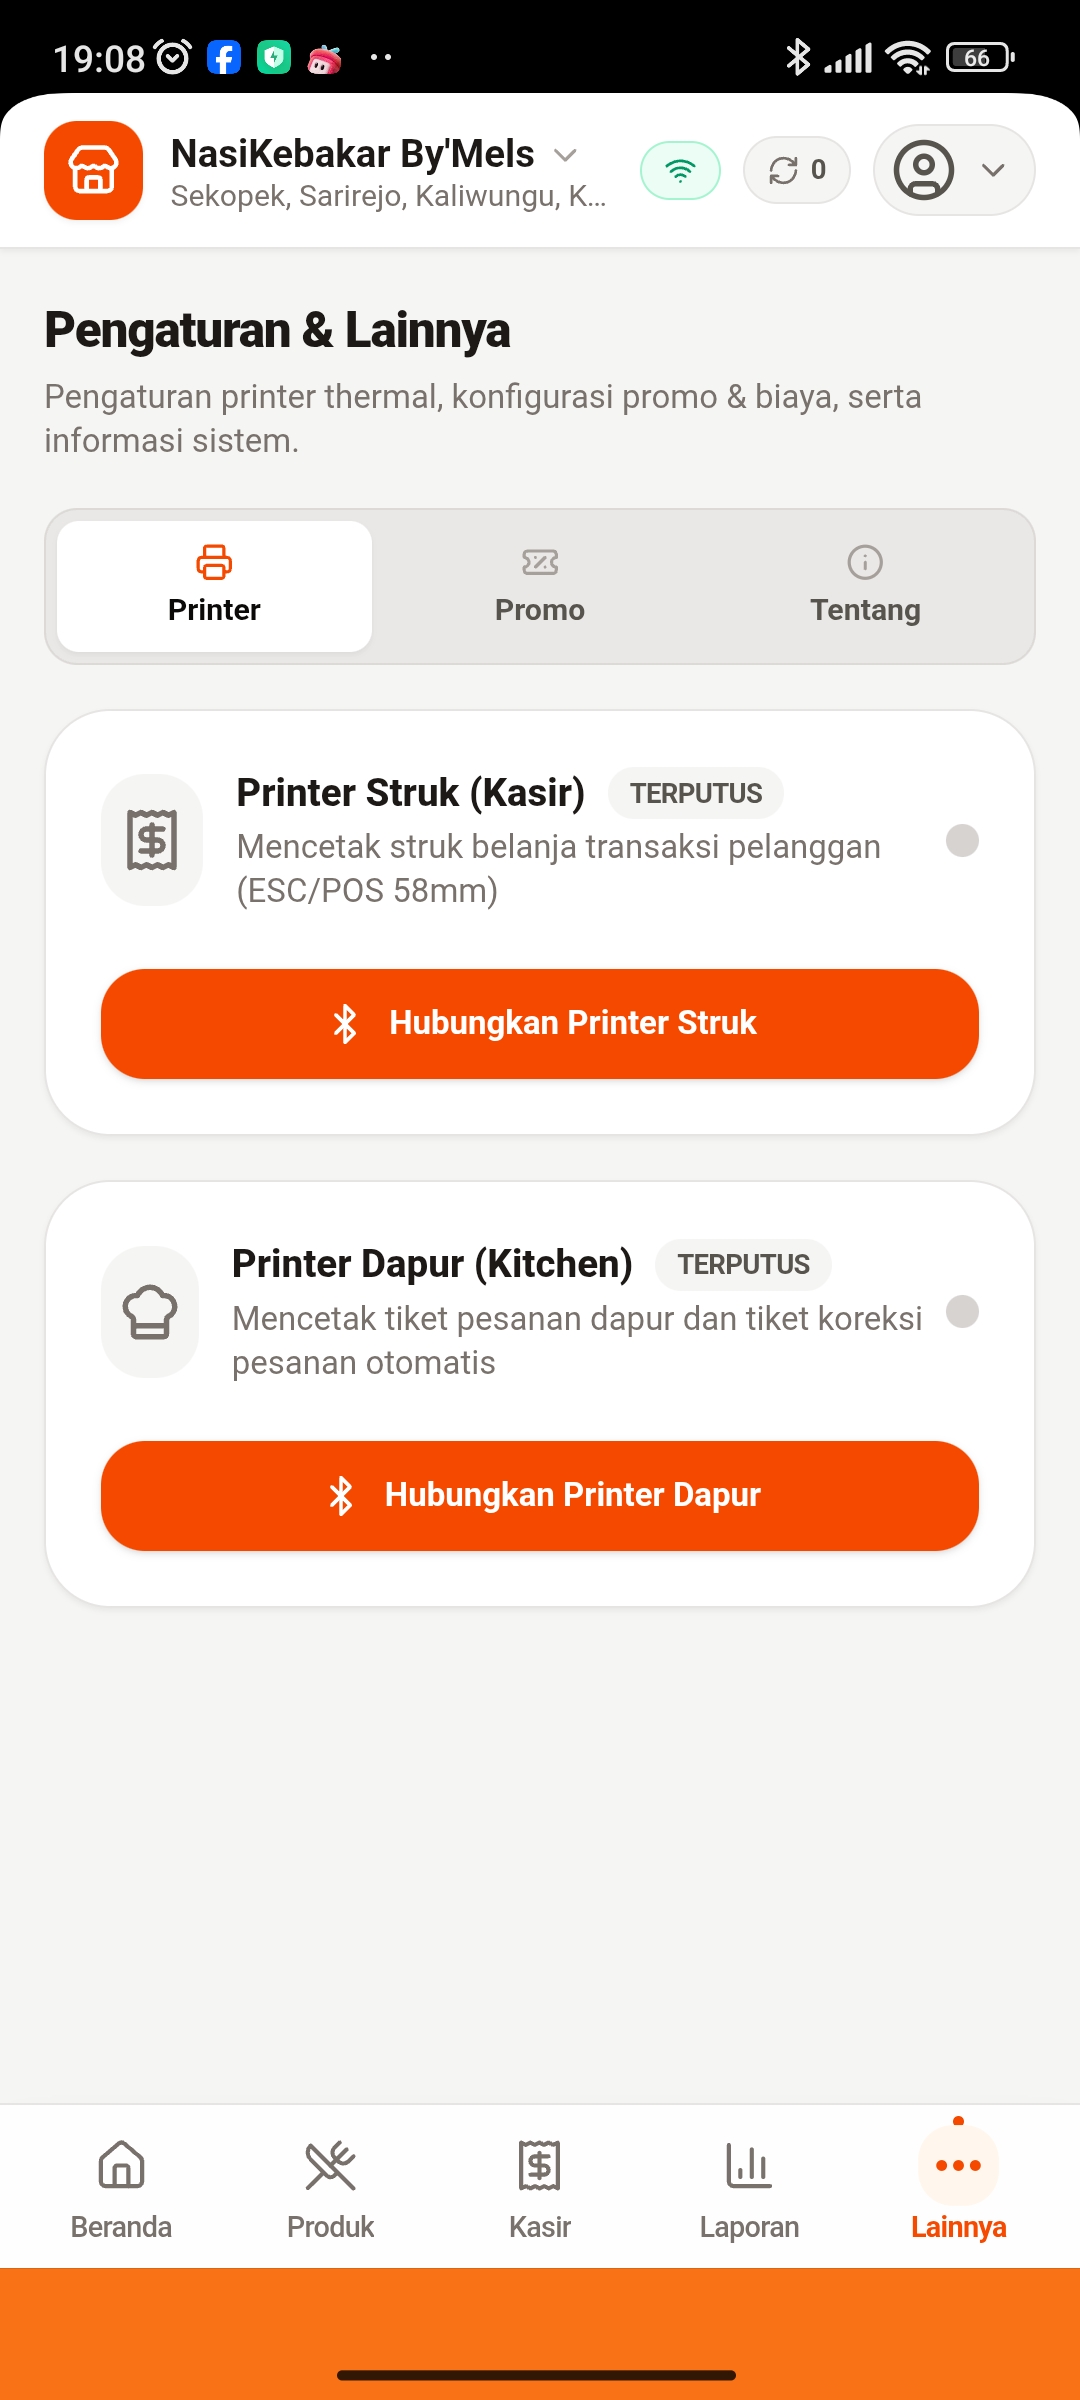 19:08
66
NasiKebakar By'Mels
Sekopek, Sarirejo, Kaliwungu, K...
0
Pengaturan & Lainnya
Pengaturan printer thermal, konfigurasi promo & biaya, serta
informasi sistem.
Printer
Promo
Tentang
Printer Struk (Kasir)
TERPUTUS
Mencetak struk belanja transaksi pelanggan
(ESC/POS 58mm)
Hubungkan Printer Struk
Printer Dapur (Kitchen)
TERPUTUS
Mencetak tiket pesanan dapur dan tiket koreksi
pesanan otomatis
Hubungkan Printer Dapur
Beranda
Produk
Kasir
Laporan
Lainnya